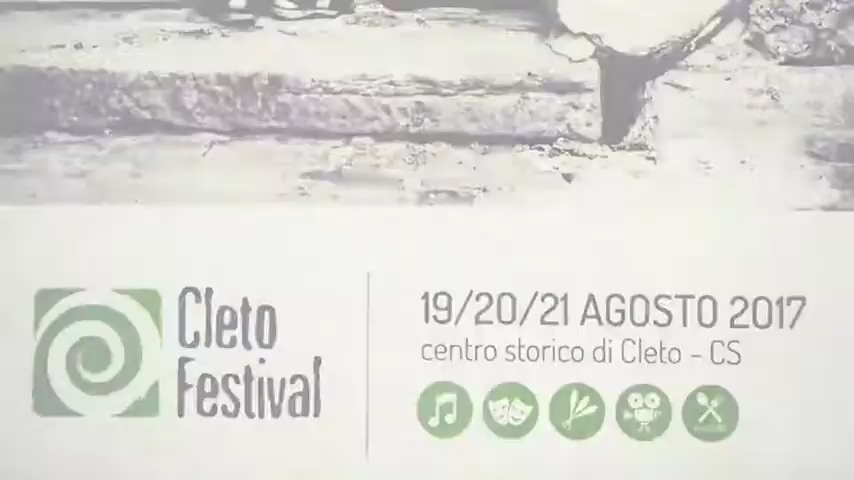 Cleto
Festival
19/20/21 AGOSTO 2017
centro storico di Cleto - CS